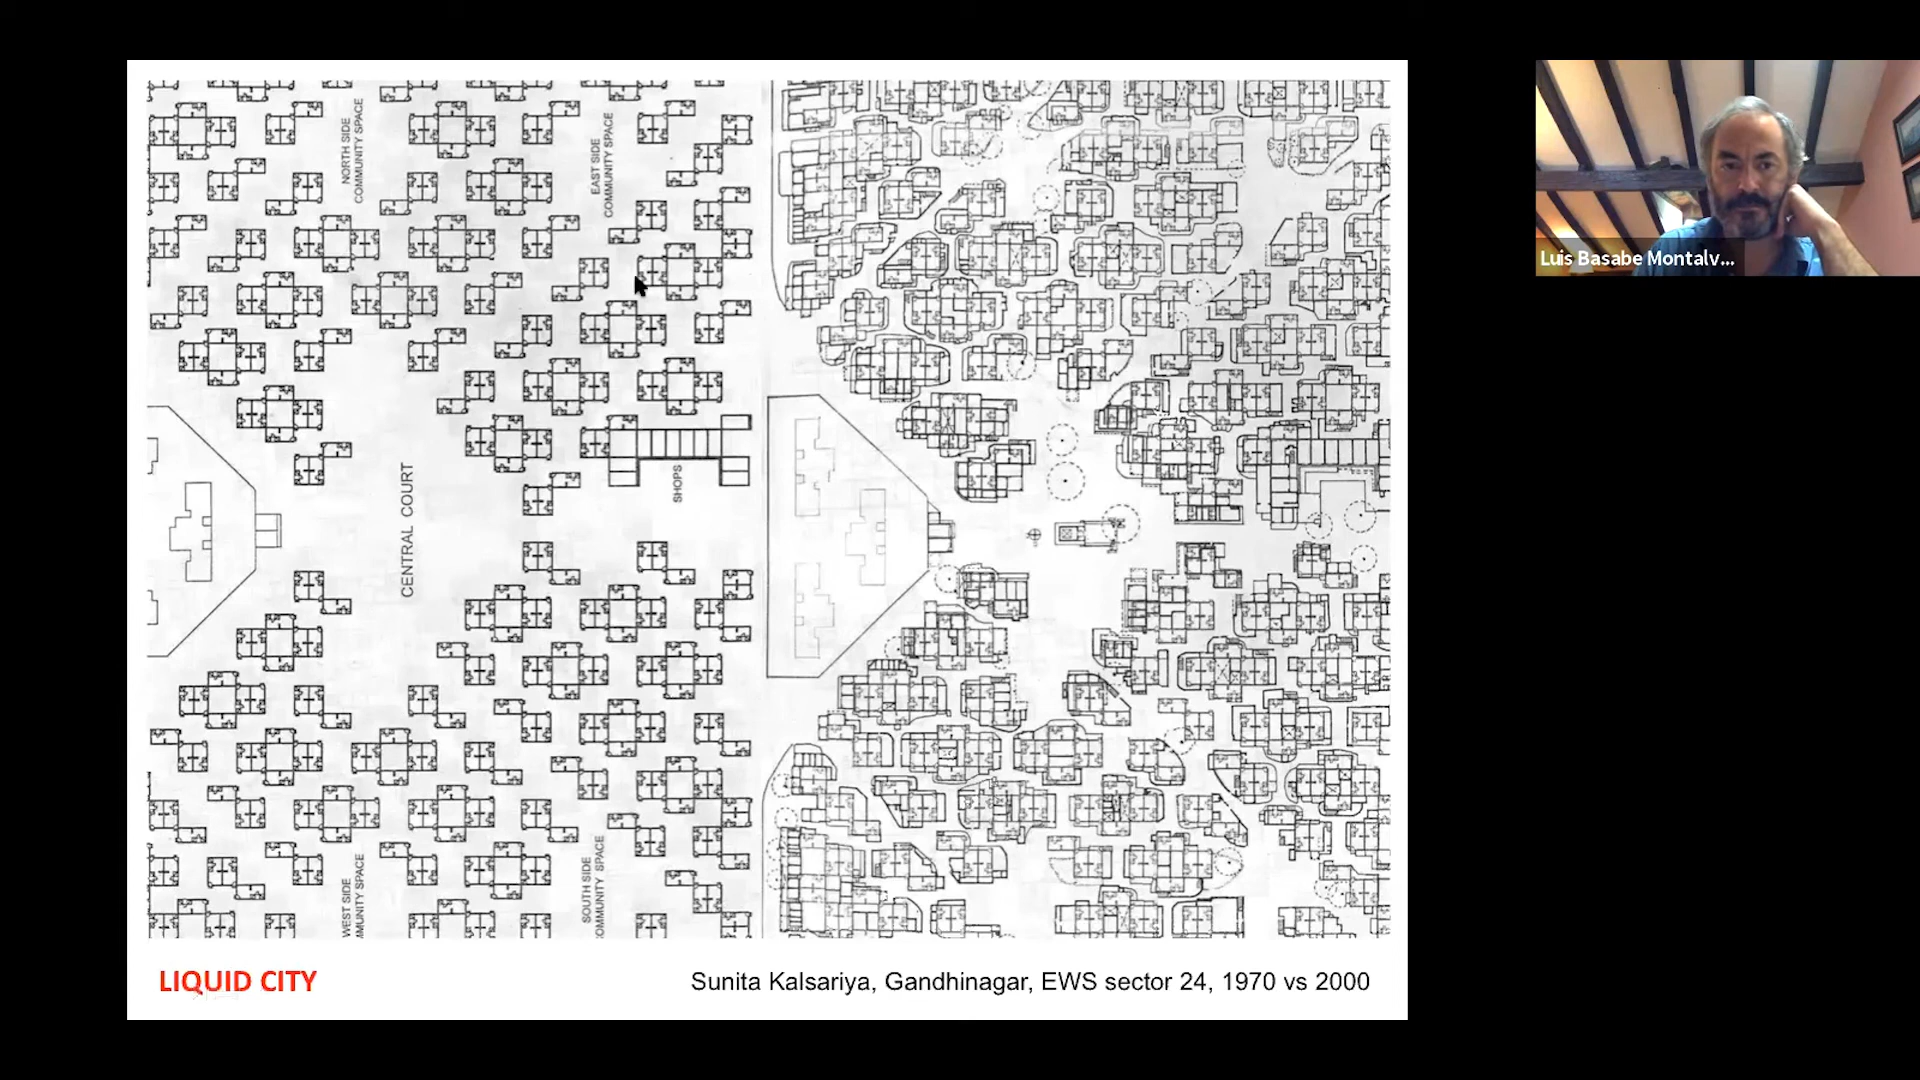 NORTH SIDE
COMMUNITY SPACE
EAST SIDE
COMMUNITY SPACE
CENTRAL COURT
SHOPS
WEST SIDE
MUNITY SPACE
SOUTH SIDE
COMMUNITY SPACE
LIQUID CITY
Sunita Kalsariya, Gandhinagar, EWS sector 24, 1970 vs 2000
Luis Basabe Montalv...